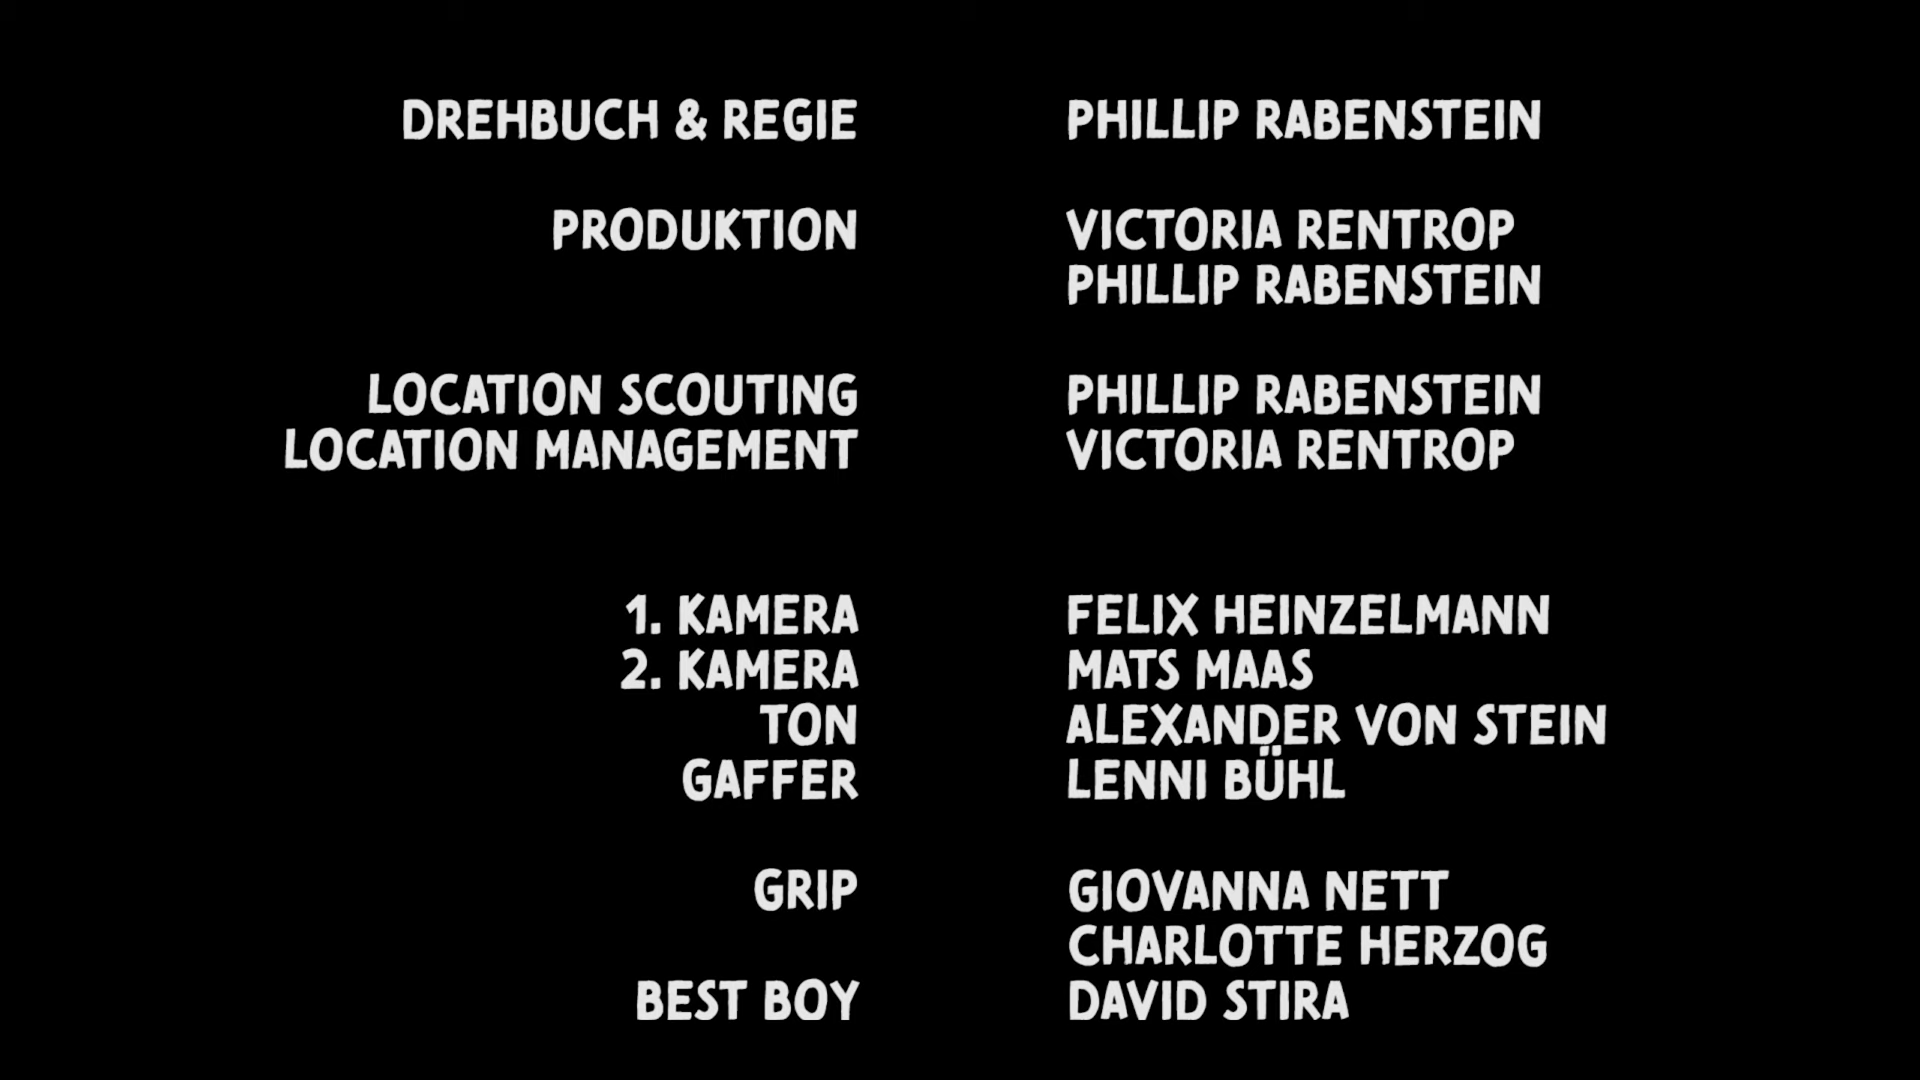 DREHBUCH & REGIE PHILLIP RABENSTEIN
PRODUKTION VICTORIA RENTROP
PHILLIP RABENSTEIN
LOCATION SCOUTING PHILLIP RABENSTEIN
LOCATION MANAGEMENT VICTORIA RENTROP
1. KAMERA FELIX HEINZELMANN
2. KAMERA MATS MAAS
TON ALEXANDER VON STEIN
GAFFER LENNI BÜHL
GRIP GIOVANNA NETT
CHARLOTTE HERZOG
BEST BOY DAVID STIRA